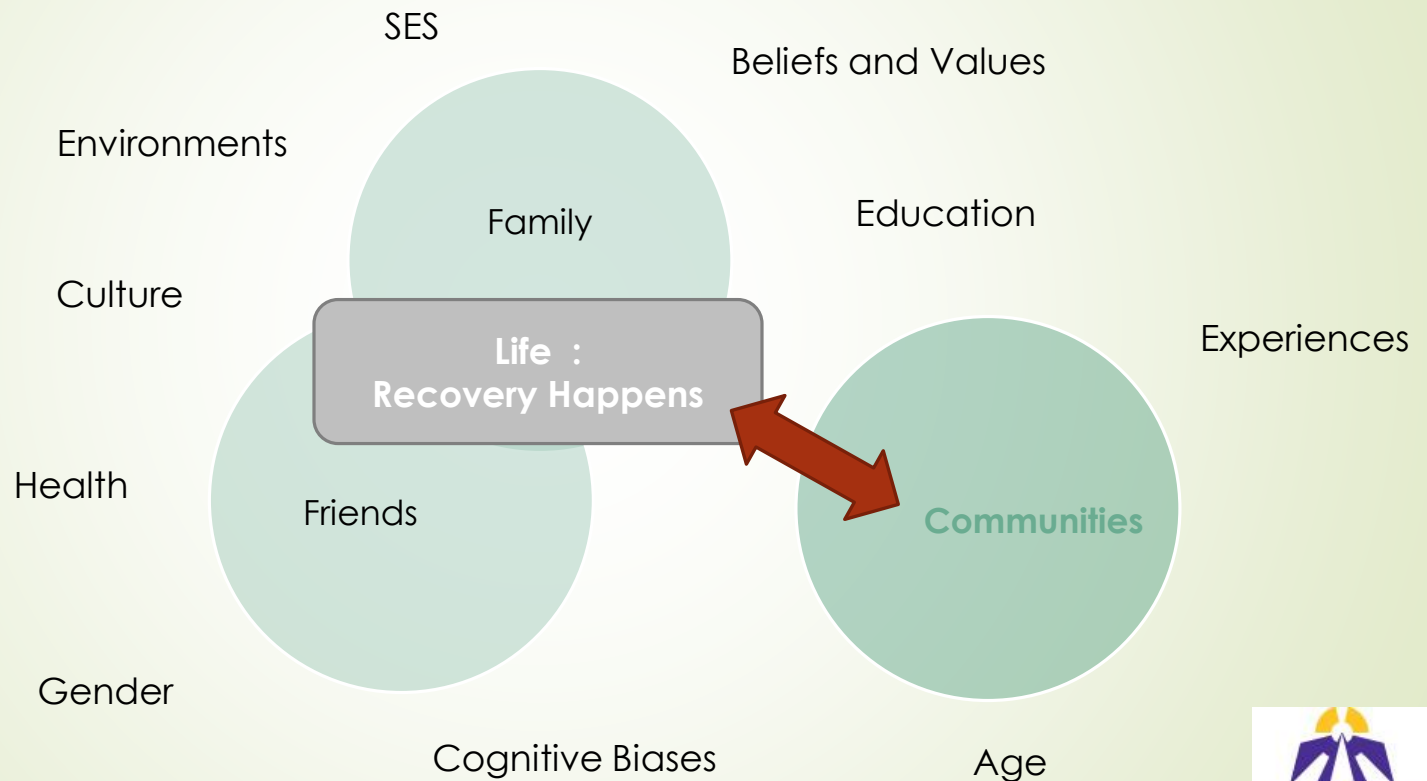 SES
Beliefs and Values
Environments
Family
Education
Culture
Experiences
Life  :
Recovery Happens
Health
Friends
Communities
Gender
Cognitive Biases
Age